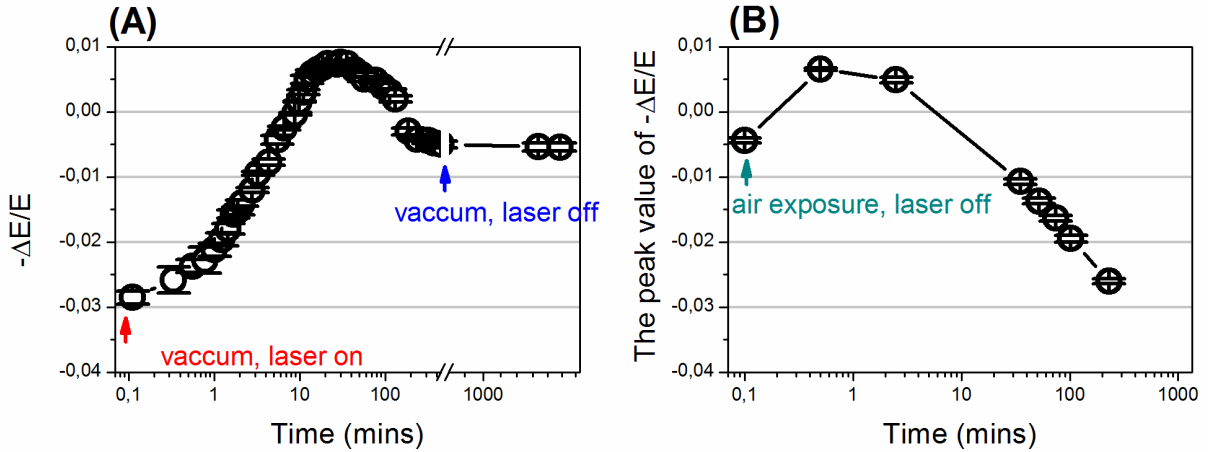 (A)
(B)
0,01
0,00
-0,01
-0,02
-0,03
-0,04
-ΔE/E
vaccum, laser off
vaccum, laser on
0,1 1 10 100 1000
Time (mins)
0,01
0,00
-0,01
-0,02
-0,03
-0,04
The peak value of -ΔE/E
air exposure, laser off
0,1 1 10 100 1000
Time (mins)